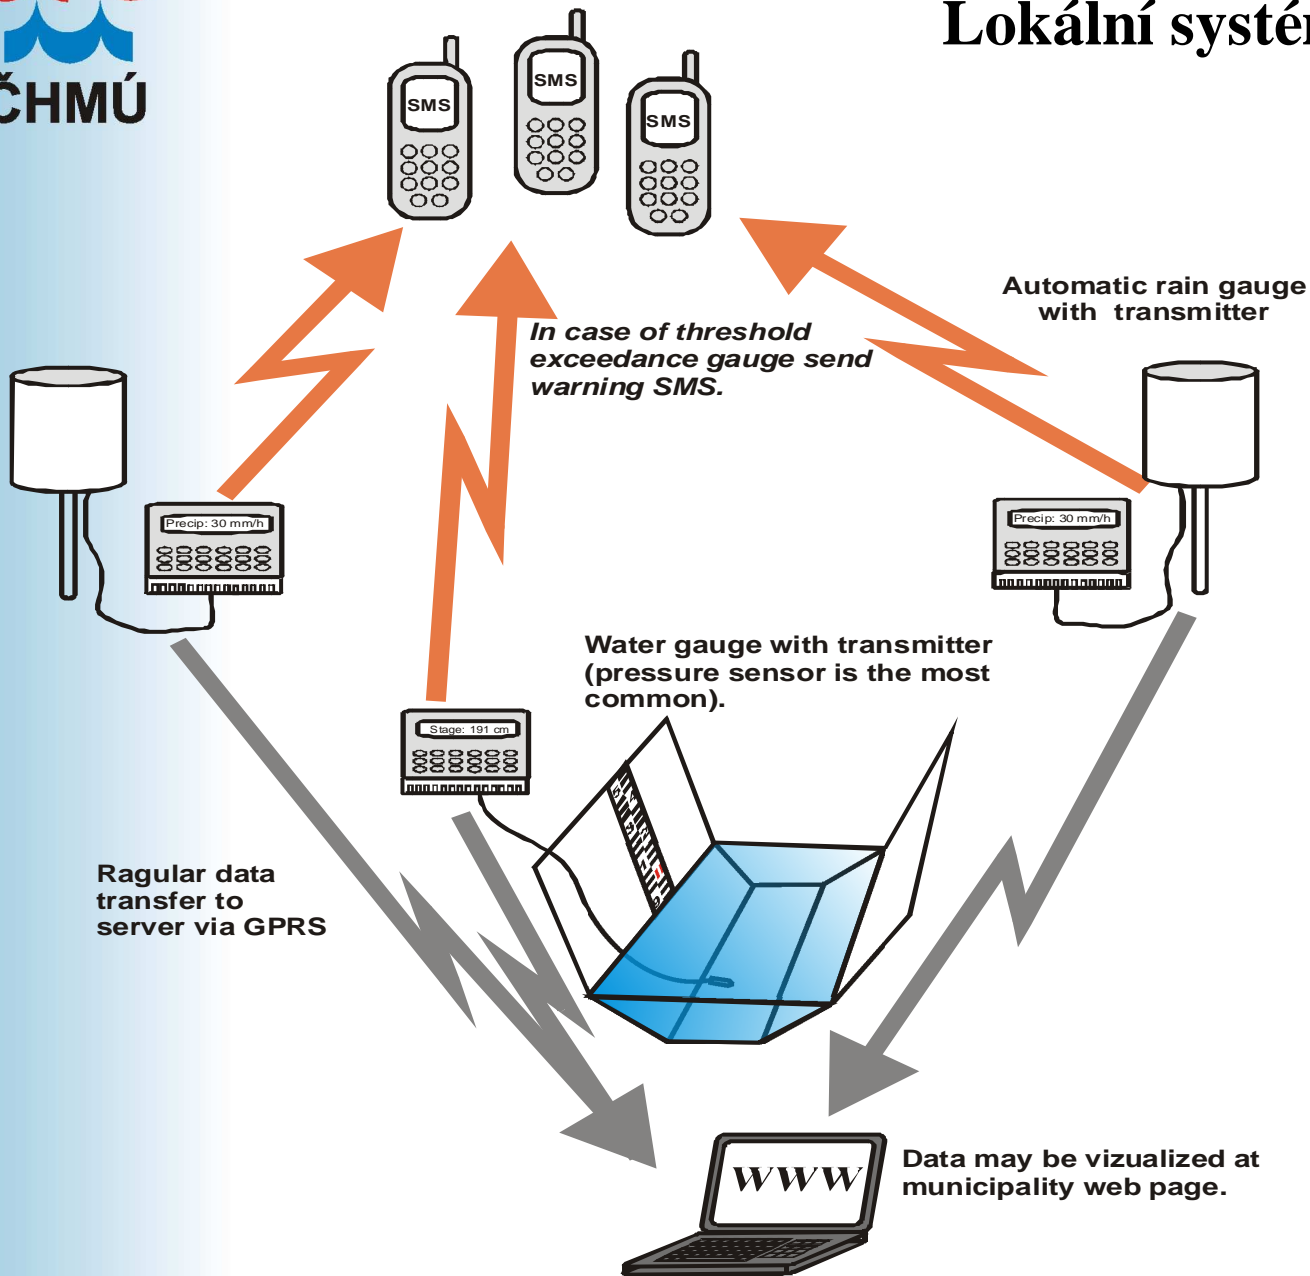 Lokální systém
ČHMÚ
SMS
SMS
SMS
Automatic rain gauge
with transmitter
In case of threshold
exceedance gauge send
warning SMS.
Precip: 30 mm/h
Precip: 30 mm/h
Water gauge with transmitter
(pressure sensor is the most
common).
Stage: 191 cm
Ragular data
transfer to
server via GPRS
Data may be vizualized at
municipality web page.
WWW